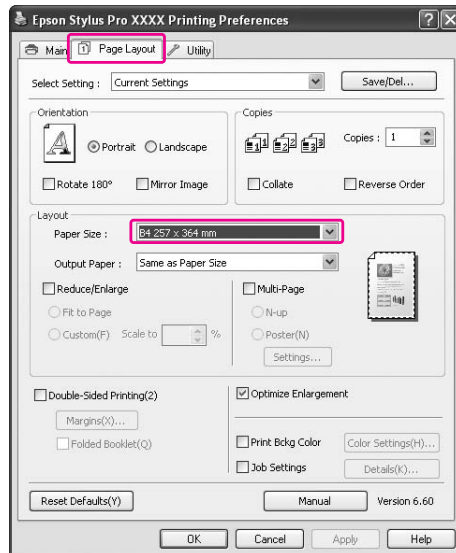 Epson Stylus Pro XXXX Printing Preferences
Main Page Layout Utility
Select Setting : Current Settings Save/Del...
Orientation
Portrait Landscape
Rotate 180° Mirror Image
Copies
Copies : 1
Collate Reverse Order
Layout
Paper Size : B4 257 x 364 mm
Output Paper : Same as Paper Size
Reduce/Enlarge
Fit to Page
Custom(F) Scale to %
Multi-Page
N-up
Poster(N)
Settings...
Double-Sided Printing(2)
Margins(X)...
Folded Booklet(Q)
Optimize Enlargement
Print Bckg Color Color Settings(H)...
Job Settings Details(K)...
Reset Defaults(Y) Manual Version 6.60
OK Cancel Apply Help